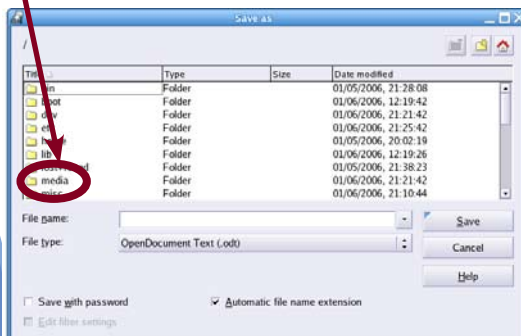 Save as
/
Title Type Size Date modified
bin Folder 01/05/2006, 21:28:08
boot Folder 01/06/2006, 12:19:42
dev Folder 01/06/2006, 21:21:42
etc Folder 01/06/2006, 21:25:42
home Folder 01/05/2006, 20:02:19
lib Folder 01/06/2006, 12:19:26
lost+found Folder 01/05/2006, 21:38:23
media Folder 01/06/2006, 21:21:42
misc Folder 01/06/2006, 21:10:44
File name: Save
File type: OpenDocument Text (.odt) Cancel
Help
Save with password Automatic file name extension
Edit filter settings